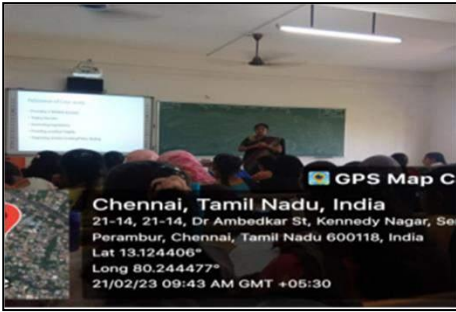 GPS Map C
Chennai, Tamil Nadu, India
21-14, 21-14, Dr Ambedkar St, Kennedy Nagar, Se
Perambur, Chennai, Tamil Nadu 600118, India
Lat 13.124406°
Long 80.244477°
21/02/23 09:43 AM GMT +05:30